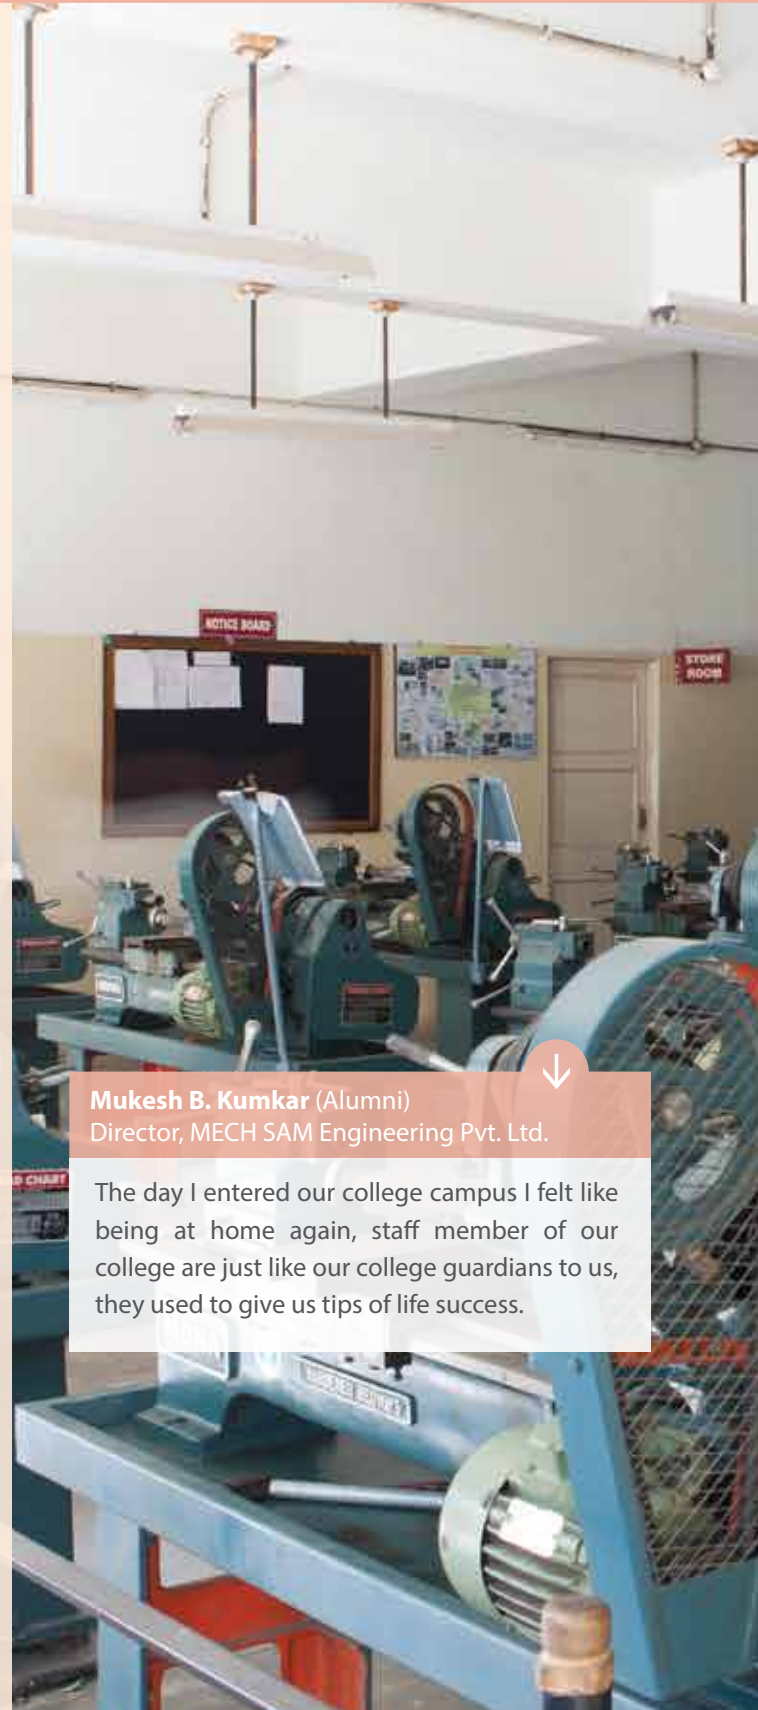 NOTICE BOARD
STORE
ROOM
Mukesh B. Kumkar (Alumni)
Director, MECH SAM Engineering Pvt. Ltd.
CHART
The day I entered our college campus I felt like
being at home again, staff member of our
college are just like our college guardians to us,
they used to give us tips of life success.